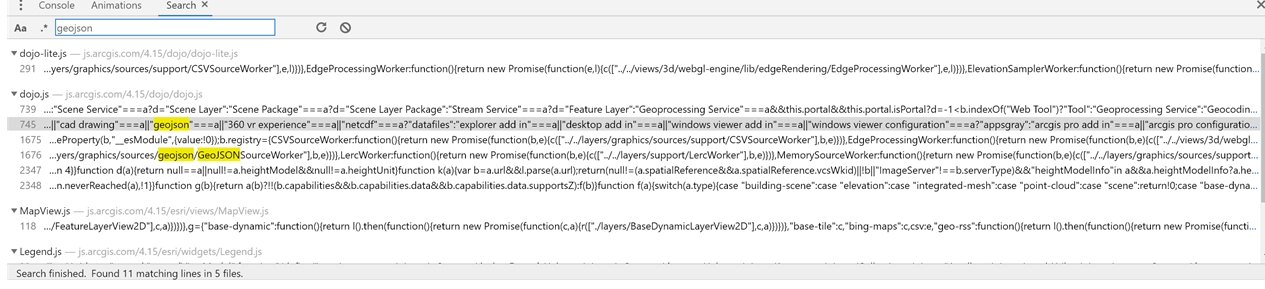 Console Animations Search ×
Aa .* geojson
dojo-lite.js — js.arcgis.com/4.15/dojo/dojo-lite.js
291 ...yers/graphics/sources/support/CSVSourceWorker"],e,l)})},EdgeProcessingWorker:function(){return new Promise(function(e,l){c(["../../views/3d/webgl-engine/lib/edgeRendering/EdgeProcessingWorker"],e,l)})},ElevationSamplerWorker:function(){return new Promise(function...
dojo.js — js.arcgis.com/4.15/dojo/dojo.js
739 ...:"Scene Service"===a?d="Scene Layer":"Scene Package"===a?d="Scene Layer Package":"Stream Service"===a?d="Feature Layer":"Geoprocessing Service"===a&&this.portal&&this.portal.isPortal?d=-1<b.indexOf("Web Tool")?"Tool":"Geoprocessing Service":"Geocodin...
745 ...||"cad drawing"===a||"geojson"===a||"360 vr experience"===a||"netcdf"===a?"datafiles":"explorer add in"===a||"desktop add in"===a||"windows viewer add in"===a||"windows viewer configuration"===a?"appsgray":"arcgis pro add in"===a||"arcgis pro configuratio...
1675 ...eProperty(b,"__esModule",{value:!0});b.registry={CSVSourceWorker:function(){return new Promise(function(b,e){c(["../layers/graphics/sources/support/CSVSourceWorker"],b,e)})},EdgeProcessingWorker:function(){return new Promise(function(b,e){c(["../views/3d/webgl...
1676 ...yers/graphics/sources/geojson/GeoJSONSourceWorker"],b,e)})},LercWorker:function(){return new Promise(function(b,e){c(["../layers/support/LercWorker"],b,e)})},MemorySourceWorker:function(){return new Promise(function(b,e){c(["../layers/graphics/sources/support...
2347 ...n 4})}function d(a){return null==a||null!=a.heightModel&&null!=a.heightUnit}function k(a){var b=a.url&&l.parse(a.url);return(null!=(a.spatialReference&&a.spatialReference.vcsWkid)||!b||"ImageServer"!==b.serverType)&&"heightModelInfo"in a&&a.heightModelInfo?a.he...
2348 ...n.neverReached(a),!1}}function g(b){return a(b)?!!(b.capabilities&&b.capabilities.data&&b.capabilities.data.supportsZ):f(b)}function f(a){switch(a.type){case "building-scene":case "elevation":case "integrated-mesh":case "point-cloud":case "scene":return!0;case "base-dyna...
MapView.js — js.arcgis.com/4.15/esri/views/MapView.js
118 .../FeatureLayerView2D"],c,a)})})},g={"base-dynamic":function(){return l().then(function(){return new Promise(function(c,a){r(["./layers/BaseDynamicLayerView2D"],c,a)})})},"base-tile":c,"bing-maps":c,csv:e,"geo-rss":function(){return l().then(function(){return new Promise(functi...
Legend.js — js.arcgis.com/4.15/esri/widgets/Legend.js
Search finished. Found 11 matching lines in 5 files.